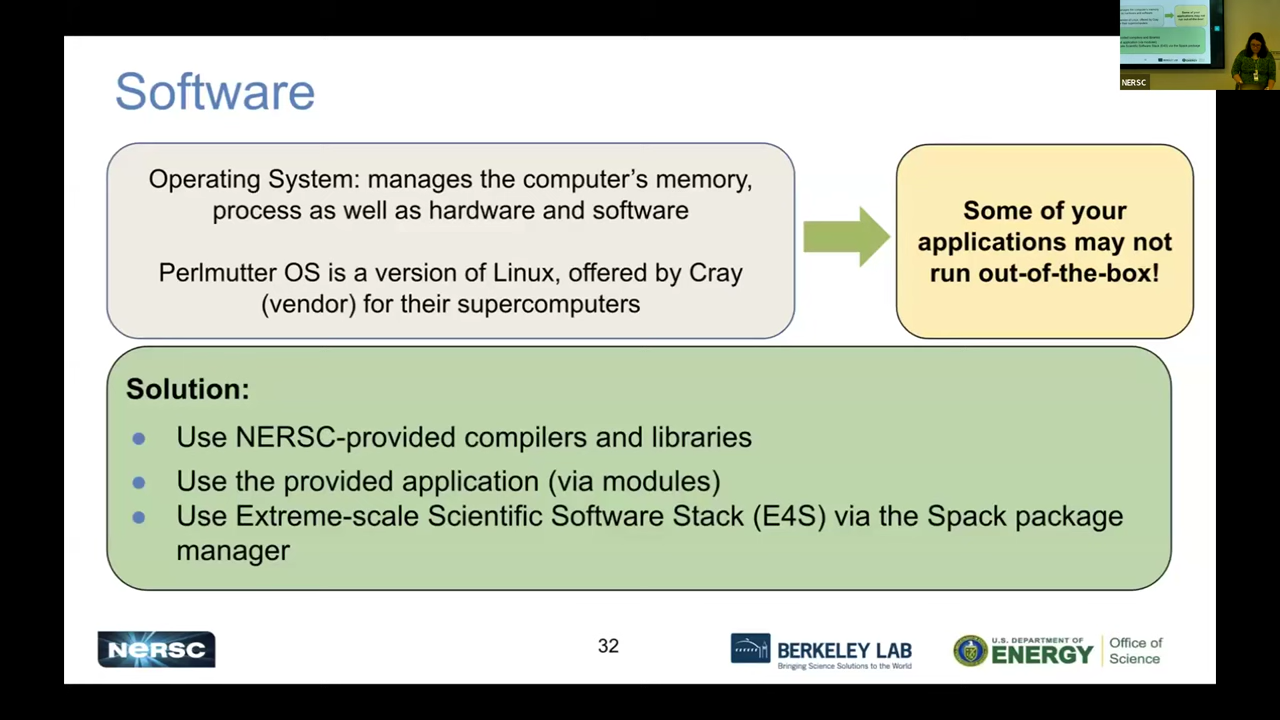 Software
Operating System: manages the computer's memory,
process as well as hardware and software
Perlmutter OS is a version of Linux, offered by Cray
(vendor) for their supercomputers
Some of your
applications may not
run out-of-the-box!
Solution:
● Use NERSC-provided compilers and libraries
● Use the provided application (via modules)
● Use Extreme-scale Scientific Software Stack (E4S) via the Spack package
manager
NERSC
32
BERKELEY LAB
Bringing Science Solutions to the World
U.S. DEPARTMENT OF
ENERGY
Office of
Science
NERSC